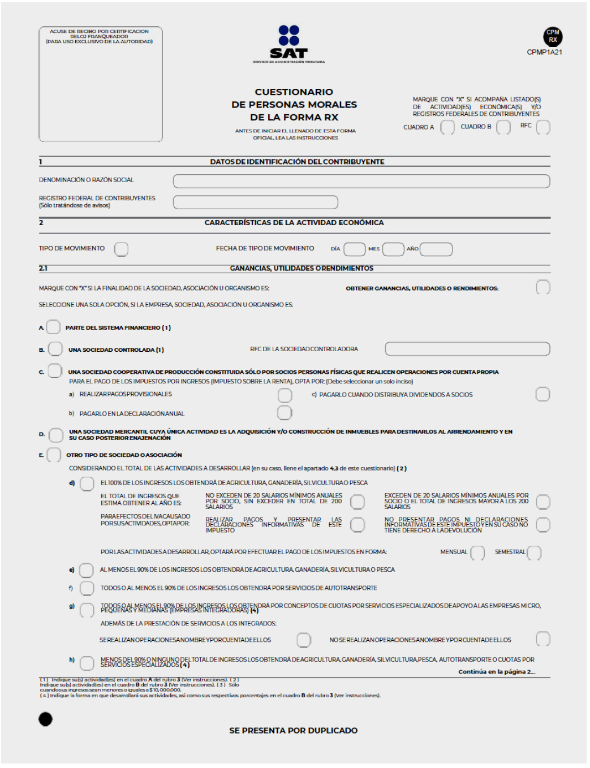 ACUSE DE RECIBO POR CERTIFICACIÓN
SELCO FRANQUEADOR
(PARA USO EXCLUSIVO DE LA AUTORIDAD)
SAT
SERVICIO DE ADMINISTRACIÓN TRIBUTARIA
CPM
RX
CPMP1A21
CUESTIONARIO
DE PERSONAS MORALES
DE LA FORMA RX
ANTES DE INICIAR EL LLENADO DE ESTA FORMA
OFICIAL, LEA LAS INSTRUCCIONES
MARQUE CON "X" SI ACOMPAÑA LISTADO(S)
DE ACTIVIDAD(ES) ECONÓMICA(S) Y/O
REGISTROS FEDERALES DE CONTRIBUYENTES
CUADRO A CUADRO B RFC
1 DATOS DE IDENTIFICACIÓN DEL CONTRIBUYENTE
DENOMINACIÓN O RAZÓN SOCIAL
REGISTRO FEDERAL DE CONTRIBUYENTES
(Sólo tratándose de avisos)
2 CARACTERÍSTICAS DE LA ACTIVIDAD ECONÓMICA
TIPO DE MOVIMIENTO FECHA DE TIPO DE MOVIMIENTO DÍA MES AÑO
2.1 GANANCIAS, UTILIDADES O RENDIMIENTOS
MARQUE CON "X" SI LA FINALIDAD DE LA SOCIEDAD, ASOCIACIÓN U ORGANISMO ES: OBTENER GANANCIAS, UTILIDADES O RENDIMIENTOS:
SELECCIONE UNA SOLA OPCIÓN, SI LA EMPRESA, SOCIEDAD, ASOCIACIÓN U ORGANISMO ES:
A. PARTE DEL SISTEMA FINANCIERO (1)
B. UNA SOCIEDAD CONTROLADA (1) RFC DE LA SOCIEDAD CONTROLADORA
C. UNA SOCIEDAD COOPERATIVA DE PRODUCCIÓN CONSTITUIDA SÓLO POR SOCIOS PERSONAS FÍSICAS QUE REALICEN OPERACIONES POR CUENTA PROPIA
PARA EL PAGO DE LOS IMPUESTOS POR INGRESOS (IMPUESTO SOBRE LA RENTA), OPTA POR: (Debe seleccionar un solo inciso)
a) REALIZAR PAGOS PROVISIONALES c) PAGARLO CUANDO DISTRIBUYA DIVIDENDOS A SOCIOS
b) PAGARLO EN LA DECLARACIÓN ANUAL
D. UNA SOCIEDAD MERCANTIL CUYA ÚNICA ACTIVIDAD ES LA ADQUISICIÓN Y/O CONSTRUCCIÓN DE INMUEBLES PARA DESTINARLOS AL ARRENDAMIENTO Y EN
SU CASO POSTERIOR ENAJENACIÓN
E. OTRO TIPO DE SOCIEDAD O ASOCIACIÓN
CONSIDERANDO EL TOTAL DE LAS ACTIVIDADES A DESARROLLAR (en su caso, llene el apartado 4.3 de este cuestionario) (2)
d) EL 100% DE LOS INGRESOS LOS OBTENDRÁ DE AGRICULTURA, GANADERÍA, SILVICULTURA O PESCA
EL TOTAL DE INGRESOS QUE
ESTIMA OBTENER AL AÑO ES:
NO EXCEDEN DE 20 SALARIOS MÍNIMOS ANUALES
POR SOCIO, SIN EXCEDER EN TOTAL DE 200
SALARIOS
EXCEDEN DE 20 SALARIOS MÍNIMOS ANUALES POR
SOCIO O EL TOTAL DE INGRESOS MAYOR A LOS 200
SALARIOS
PARA EFECTOS DEL IVA CAUSADO
POR SUS ACTIVIDADES, OPTA POR:
REALIZAR PAGOS Y PRESENTAR LAS
DECLARACIONES INFORMATIVAS DE ESTE
IMPUESTO
NO PRESENTAR PAGOS NI DECLARACIONES
INFORMATIVAS DE ESTE IMPUESTO Y EN SU CASO NO
TIENE DERECHO A LA DEVOLUCIÓN
POR LAS ACTIVIDADES A DESARROLLAR, OPTARÁ POR EFECTUAR EL PAGO DE LOS IMPUESTOS EN FORMA: MENSUAL SEMESTRAL
e) AL MENOS EL 90% DE LOS INGRESOS LOS OBTENDRÁ DE AGRICULTURA, GANADERÍA, SILVICULTURA O PESCA
f) TODOS O AL MENOS EL 90% DE LOS INGRESOS LOS OBTENDRÁ POR SERVICIOS DE AUTOTRANSPORTE
g) TODOS O AL MENOS EL 90% DE LOS INGRESOS LOS OBTENDRÁ POR CONCEPTOS DE CUOTAS POR SERVICIOS ESPECIALIZADOS DE APOYO A LAS EMPRESAS MICRO,
PEQUEÑAS Y MEDIANAS (EMPRESAS INTEGRADORAS) (4)
ADEMÁS DE LA PRESTACIÓN DE SERVICIOS A LOS INTEGRADOS:
SE REALIZAN OPERACIONES A NOMBRE Y POR CUENTA DE ELLOS NO SE REALIZAN OPERACIONES A NOMBRE Y POR CUENTA DE ELLOS
h) MENOS DEL 90% O NINGUNO DEL TOTAL DE INGRESOS LOS OBTENDRÁ DE AGRICULTURA, GANADERÍA, SILVICULTURA, PESCA, AUTOTRANSPORTE O CUOTAS POR
SERVICIOS ESPECIALIZADOS (4)
Continúa en la página 2...
(1) Indique su(s) actividad(es) en el cuadro A del rubro 3 (Ver instrucciones). (2)
Indique su(s) actividad(es) en el cuadro B del rubro 3 (Ver instrucciones). (3) Sólo
cuando sus ingresos sean menores o iguales a $10,000,000.
(4) Indique la forma en que desarrollará sus actividades, así como sus respectivos porcentajes en el cuadro B del rubro 3 (Ver instrucciones).
SE PRESENTA POR DUPLICADO